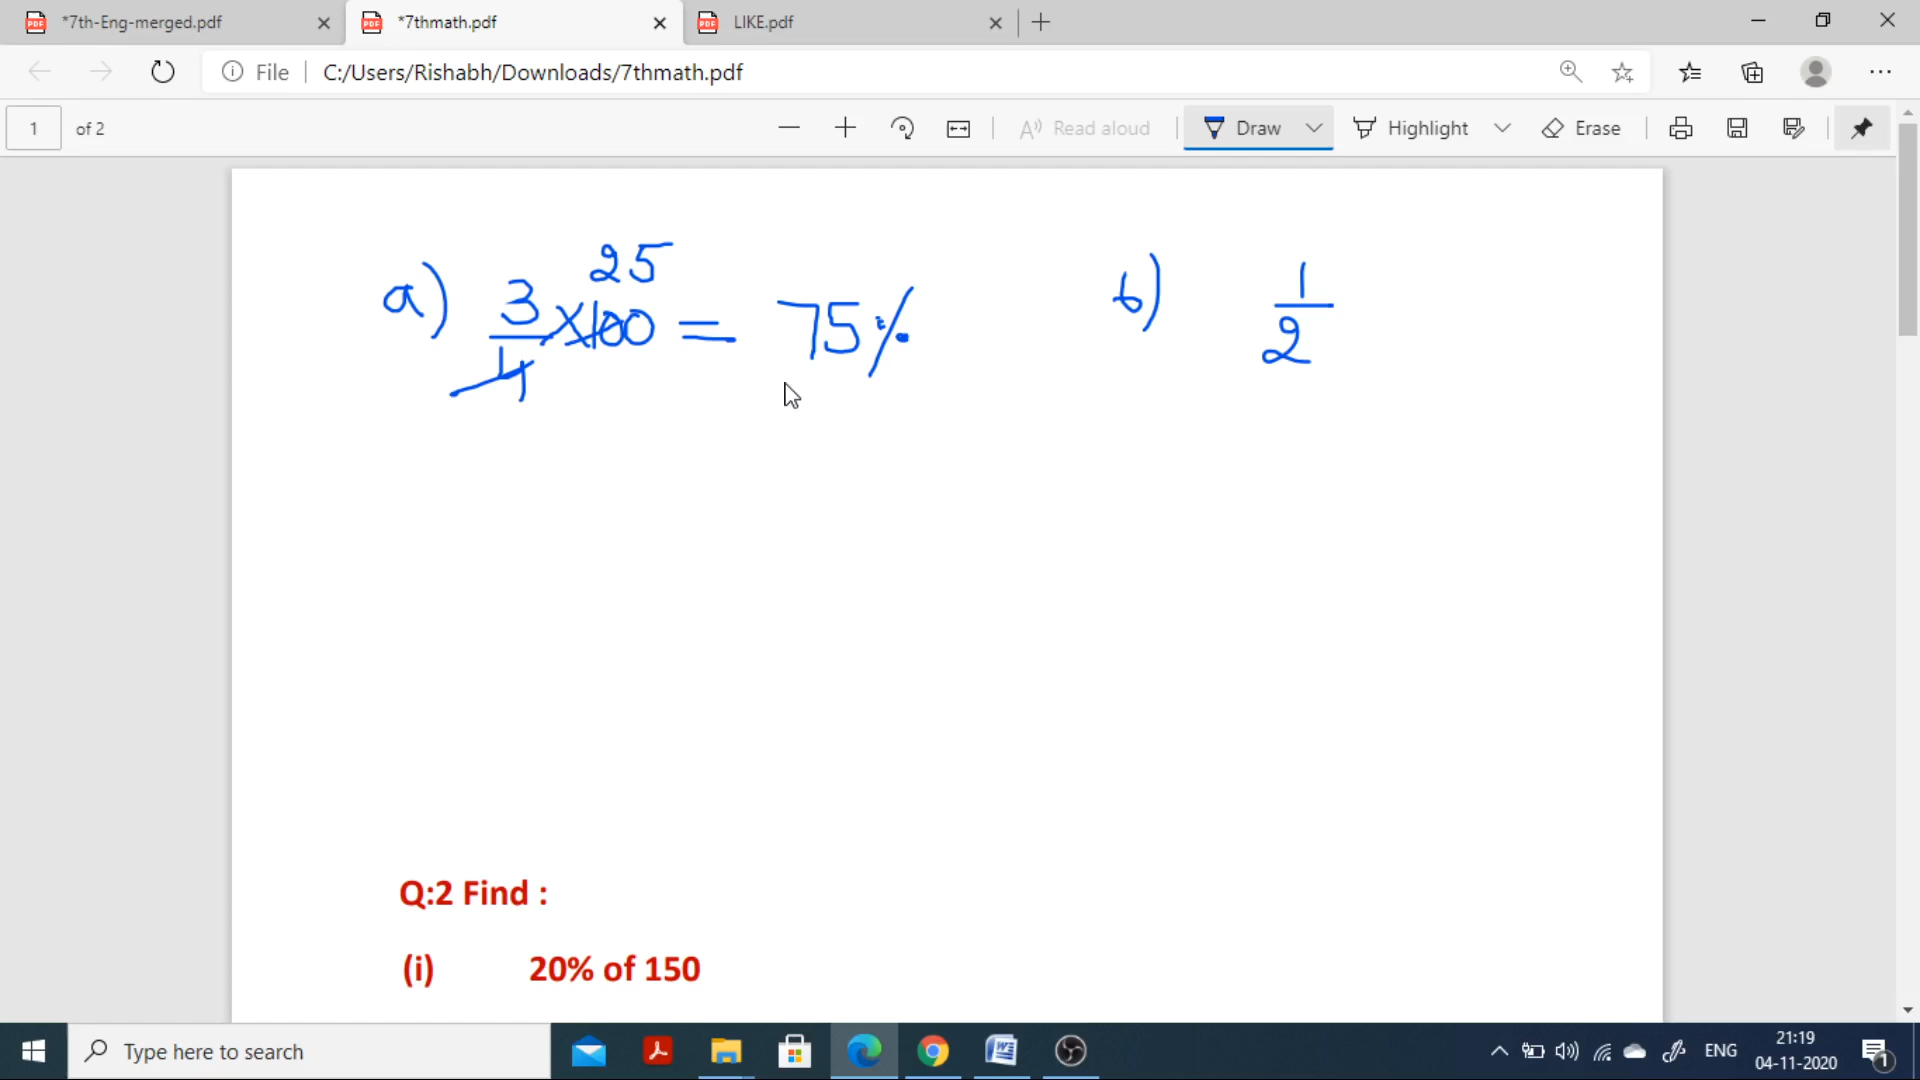 *7th-Eng-merged.pdf *7thmath.pdf LIKE.pdf
File C:/Users/Rishabh/Downloads/7thmath.pdf
1 of 2 Read aloud Draw Highlight Erase
a) 3/4 × 100 25 = 75% b) 1/2
Q:2 Find :
(i) 20% of 150
Type here to search ENG 21:19
04-11-2020 1